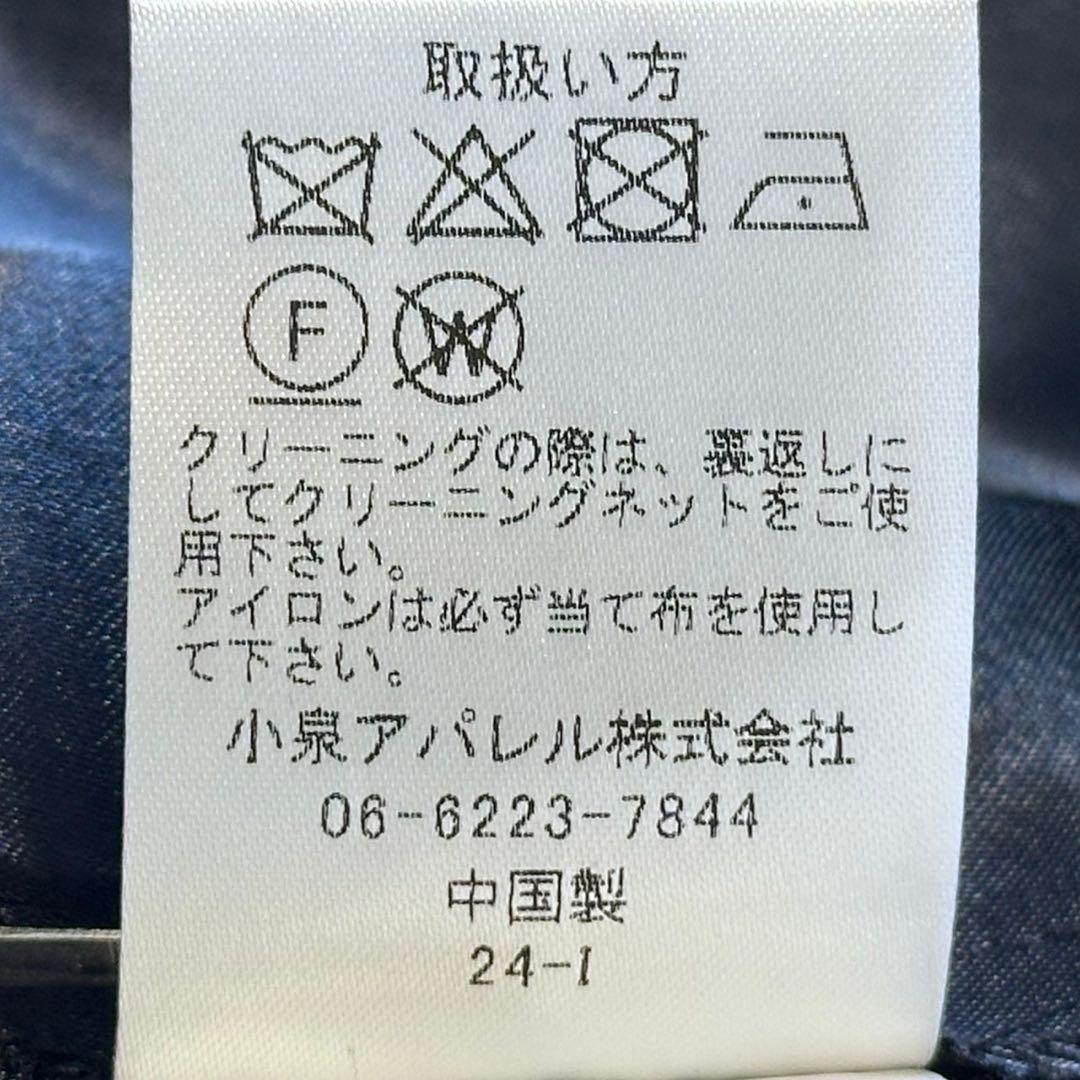 取扱い方
F W
クリーニングの際は、裏返しに
してクリーニングネットをご使
用下さい。
アイロンは必ず当て布を使用し
て下さい。
小泉アパレル株式会社
06-6223-7844
中国製
24-I